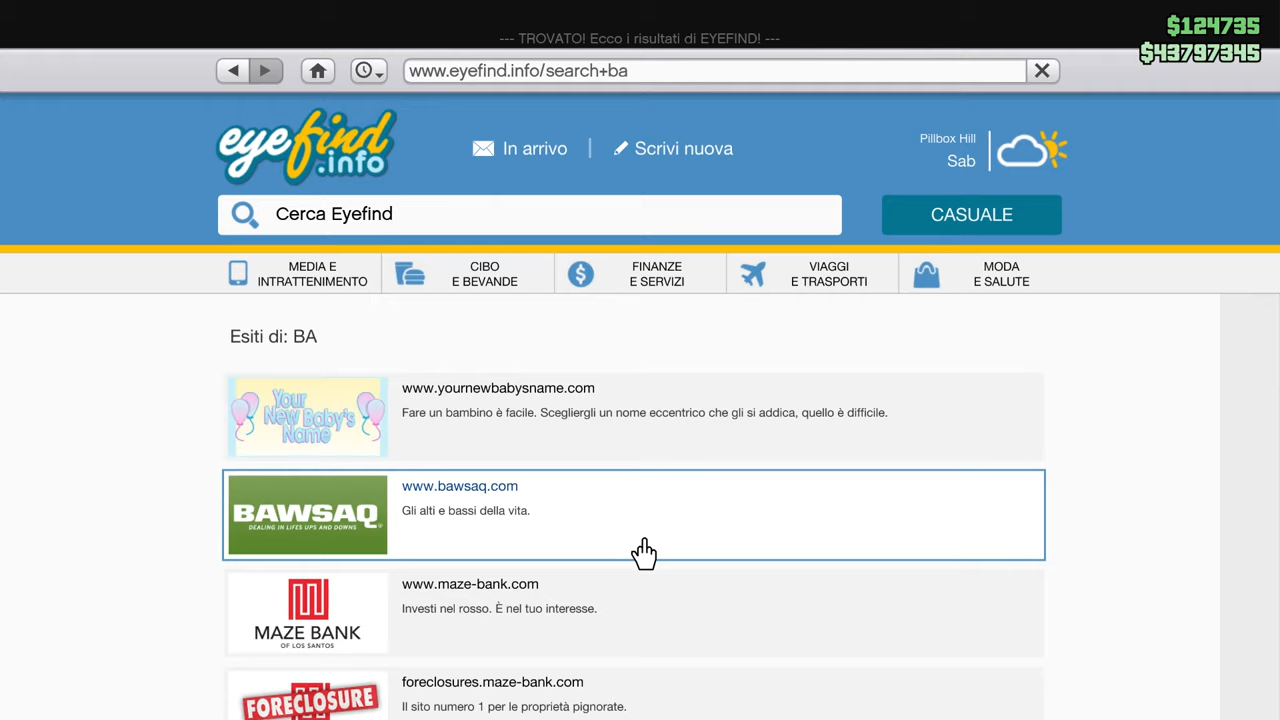 $124735
--- TROVATO! Ecco i risultati di EYEFIND! ---
$43797345
www.eyefind.info/search+ba
eyefind
.info
In arrivo
Scrivi nuova
Pillbox Hill
Sab
Cerca Eyefind
CASUALE
MEDIA E
INTRATTENIMENTO
CIBO
E BEVANDE
FINANZE
E SERVIZI
VIAGGI
E TRASPORTI
MODA
E SALUTE
Esiti di: BA
YOUR
NEW BABY'S
NAME
www.yournewbabysname.com
Fare un bambino è facile. Scegliergli un nome eccentrico che gli si addica, quello è difficile.
BAWSAQ
DEALING IN LIFES UPS AND DOWNS
www.bawsaq.com
Gli alti e bassi della vita.
MAZE BANK
OF LOS SANTOS
www.maze-bank.com
Investi nel rosso. È nel tuo interesse.
FORECLOSURE
foreclosures.maze-bank.com
Il sito numero 1 per le proprietà pignorate.